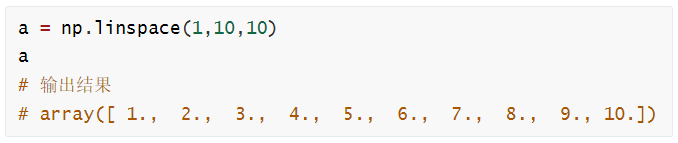 a = np.linspace(1,10,10)
a
# 输出结果
# array([ 1.,  2.,  3.,  4.,  5.,  6.,  7.,  8.,  9., 10.])